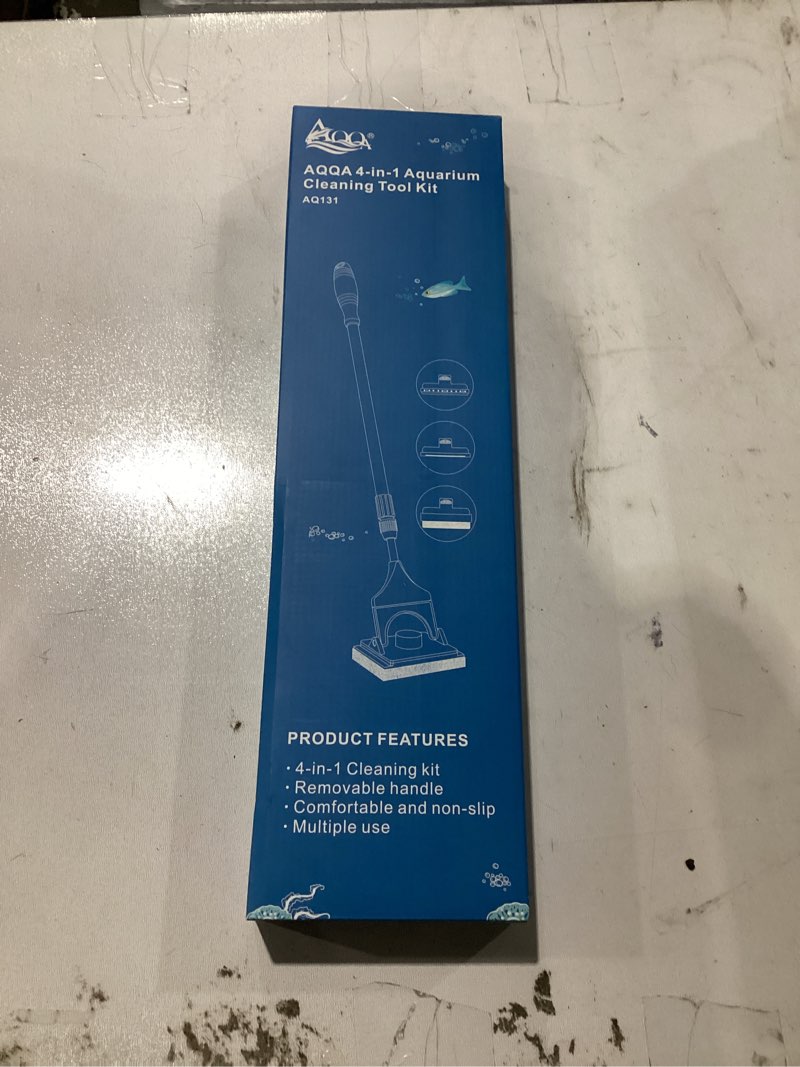 AQQA®
AQQA 4-in-1 Aquarium
Cleaning Tool Kit
AQ131
PRODUCT FEATURES
· 4-in-1 Cleaning kit
· Removable handle
· Comfortable and non-slip
· Multiple use